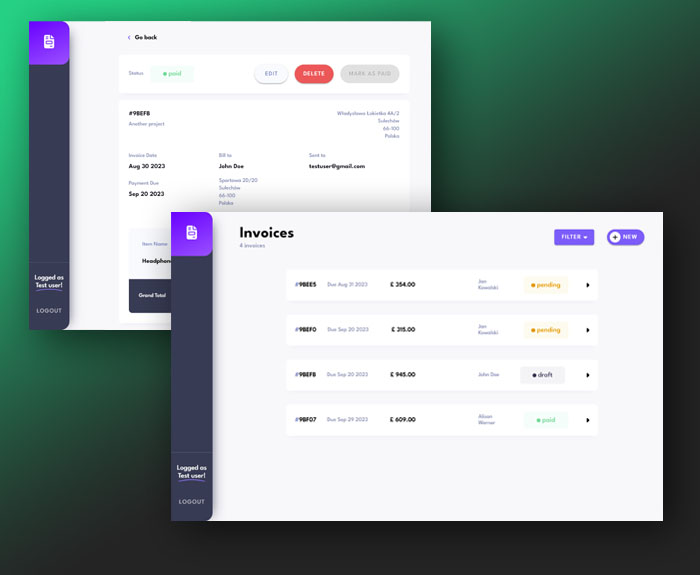 Go back
Status
paid
EDIT
DELETE
MARK AS PAID
#9BEFB
Another project
Władysława Łokietka 4A/2
Sulechów
66-100
Polska
Invoice Date
Bill to
Sent to
Aug 30 2023
John Doe
testuser@gmail.com
Payment Due
Sep 20 2023
Sportowa 2D/20
Sulechów
66-100
Polska
Item Name
Headphon
Grand Total
Logged as
Test user!
LOGOUT
Invoices
4 invoices
FILTER
NEW
#9BEE5 Due Aug 31 2023 £ 354.00 Jan Kowalski pending
#9BEF0 Due Sep 20 2023 £ 315.00 Jan Kowalski pending
#9BEFB Due Sep 20 2023 £ 945.00 John Doe draft
#9BF07 Due Sep 29 2023 £ 609.00 Alison Warner paid
Logged as
Test user!
LOGOUT